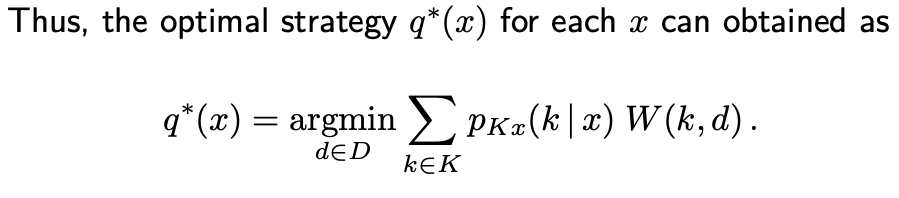 Thus, the optimal strategy q*(x) for each x can obtained as
q*(x) = argmin_{d∈D} ∑_{k∈K} p_{Kx}(k | x) W(k, d) .